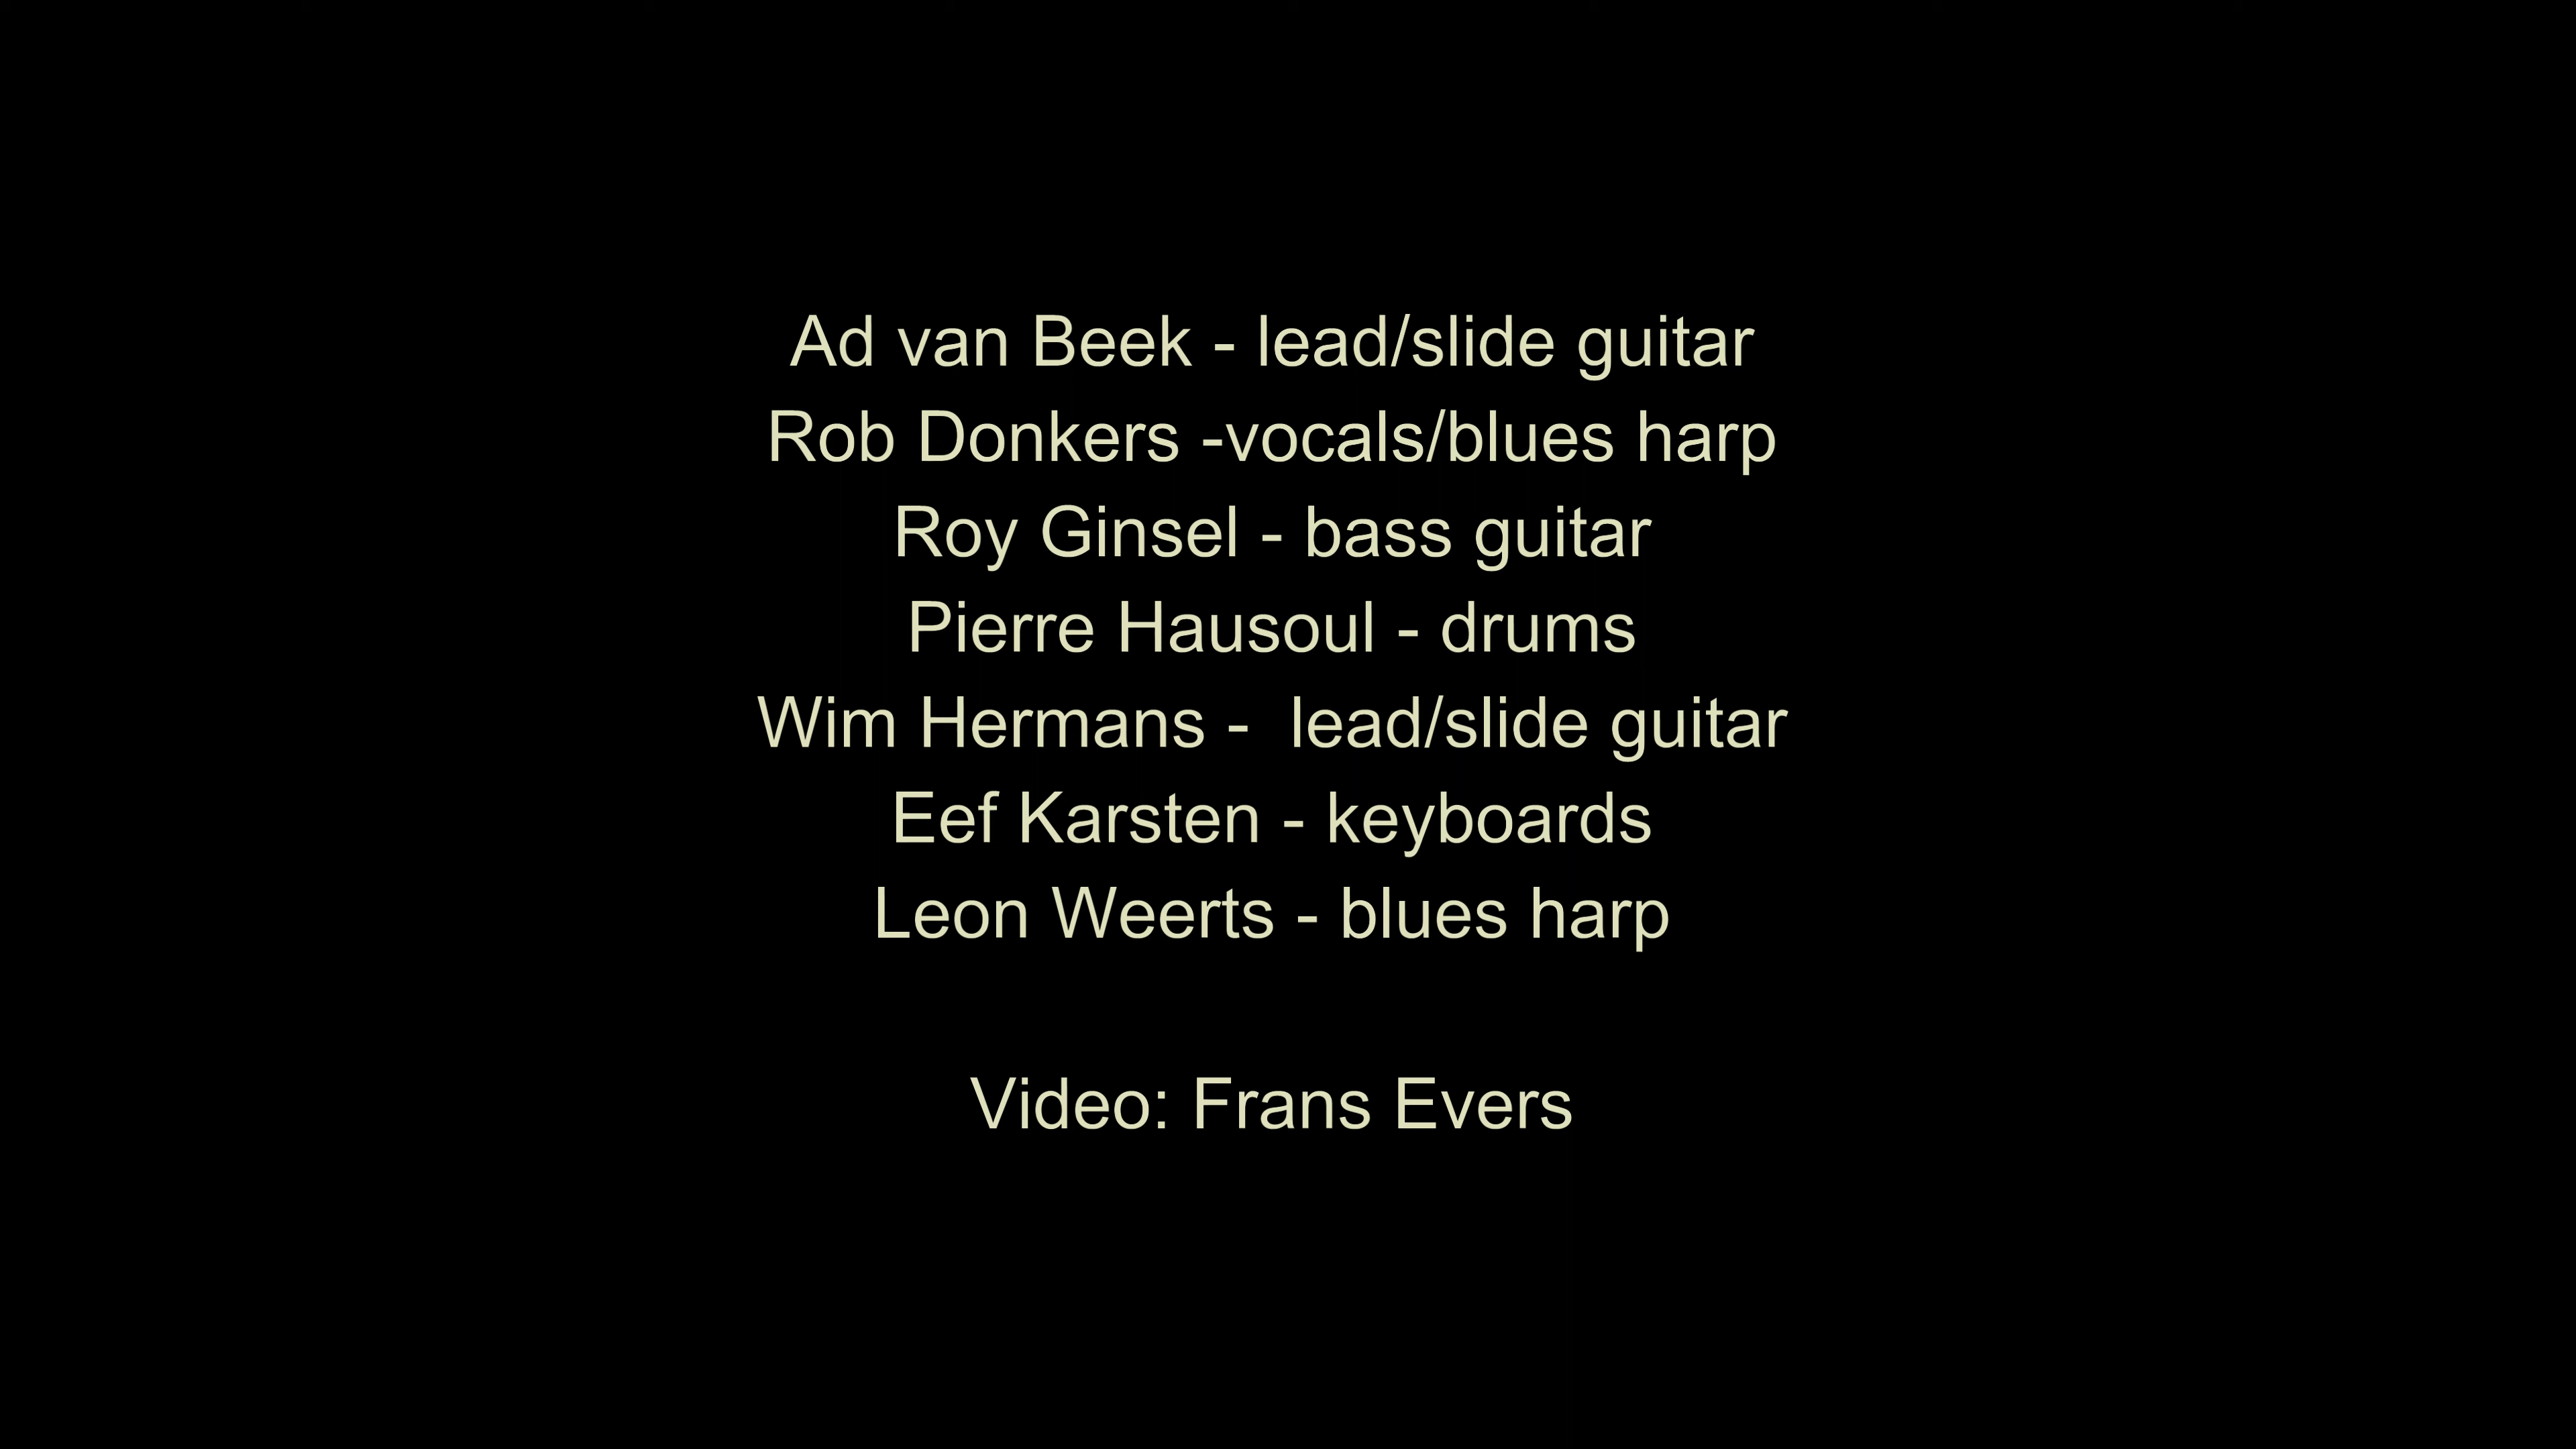 Ad van Beek - lead/slide guitar
Rob Donkers -vocals/blues harp
Roy Ginsel - bass guitar
Pierre Hausoul - drums
Wim Hermans -  lead/slide guitar
Eef Karsten - keyboards
Leon Weerts - blues harp
Video: Frans Evers